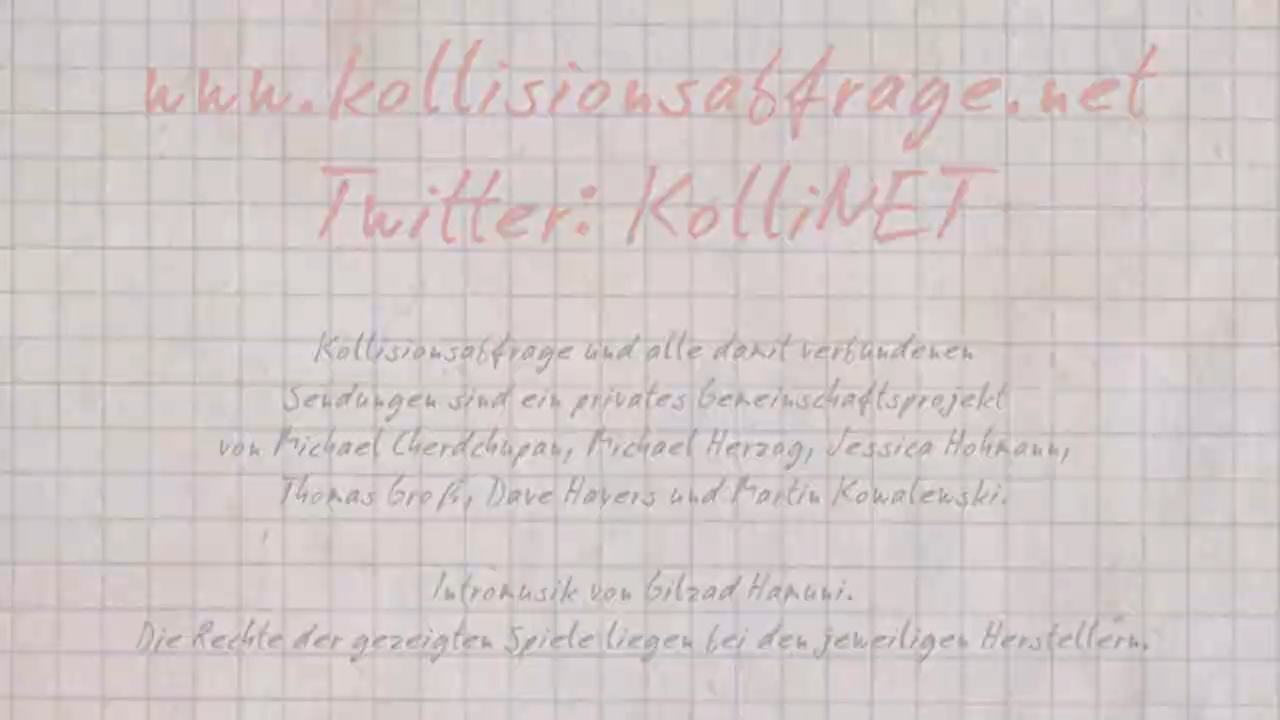 www.kollisionsabfrage.net
Twitter: KolliNET
Kollisionsabfrage und alle damit verbundenen
Sendungen sind ein privates Gemeinschaftsprojekt
von Michael Cherdchupan, Michael Herzog, Jessica Hohmann,
Thomas Groß, Dave Hayers und Martin Kowalewski.
Intromusik von Gilzad Hamuni.
Die Rechte der gezeigten Spiele liegen bei den jeweiligen Herstellern.